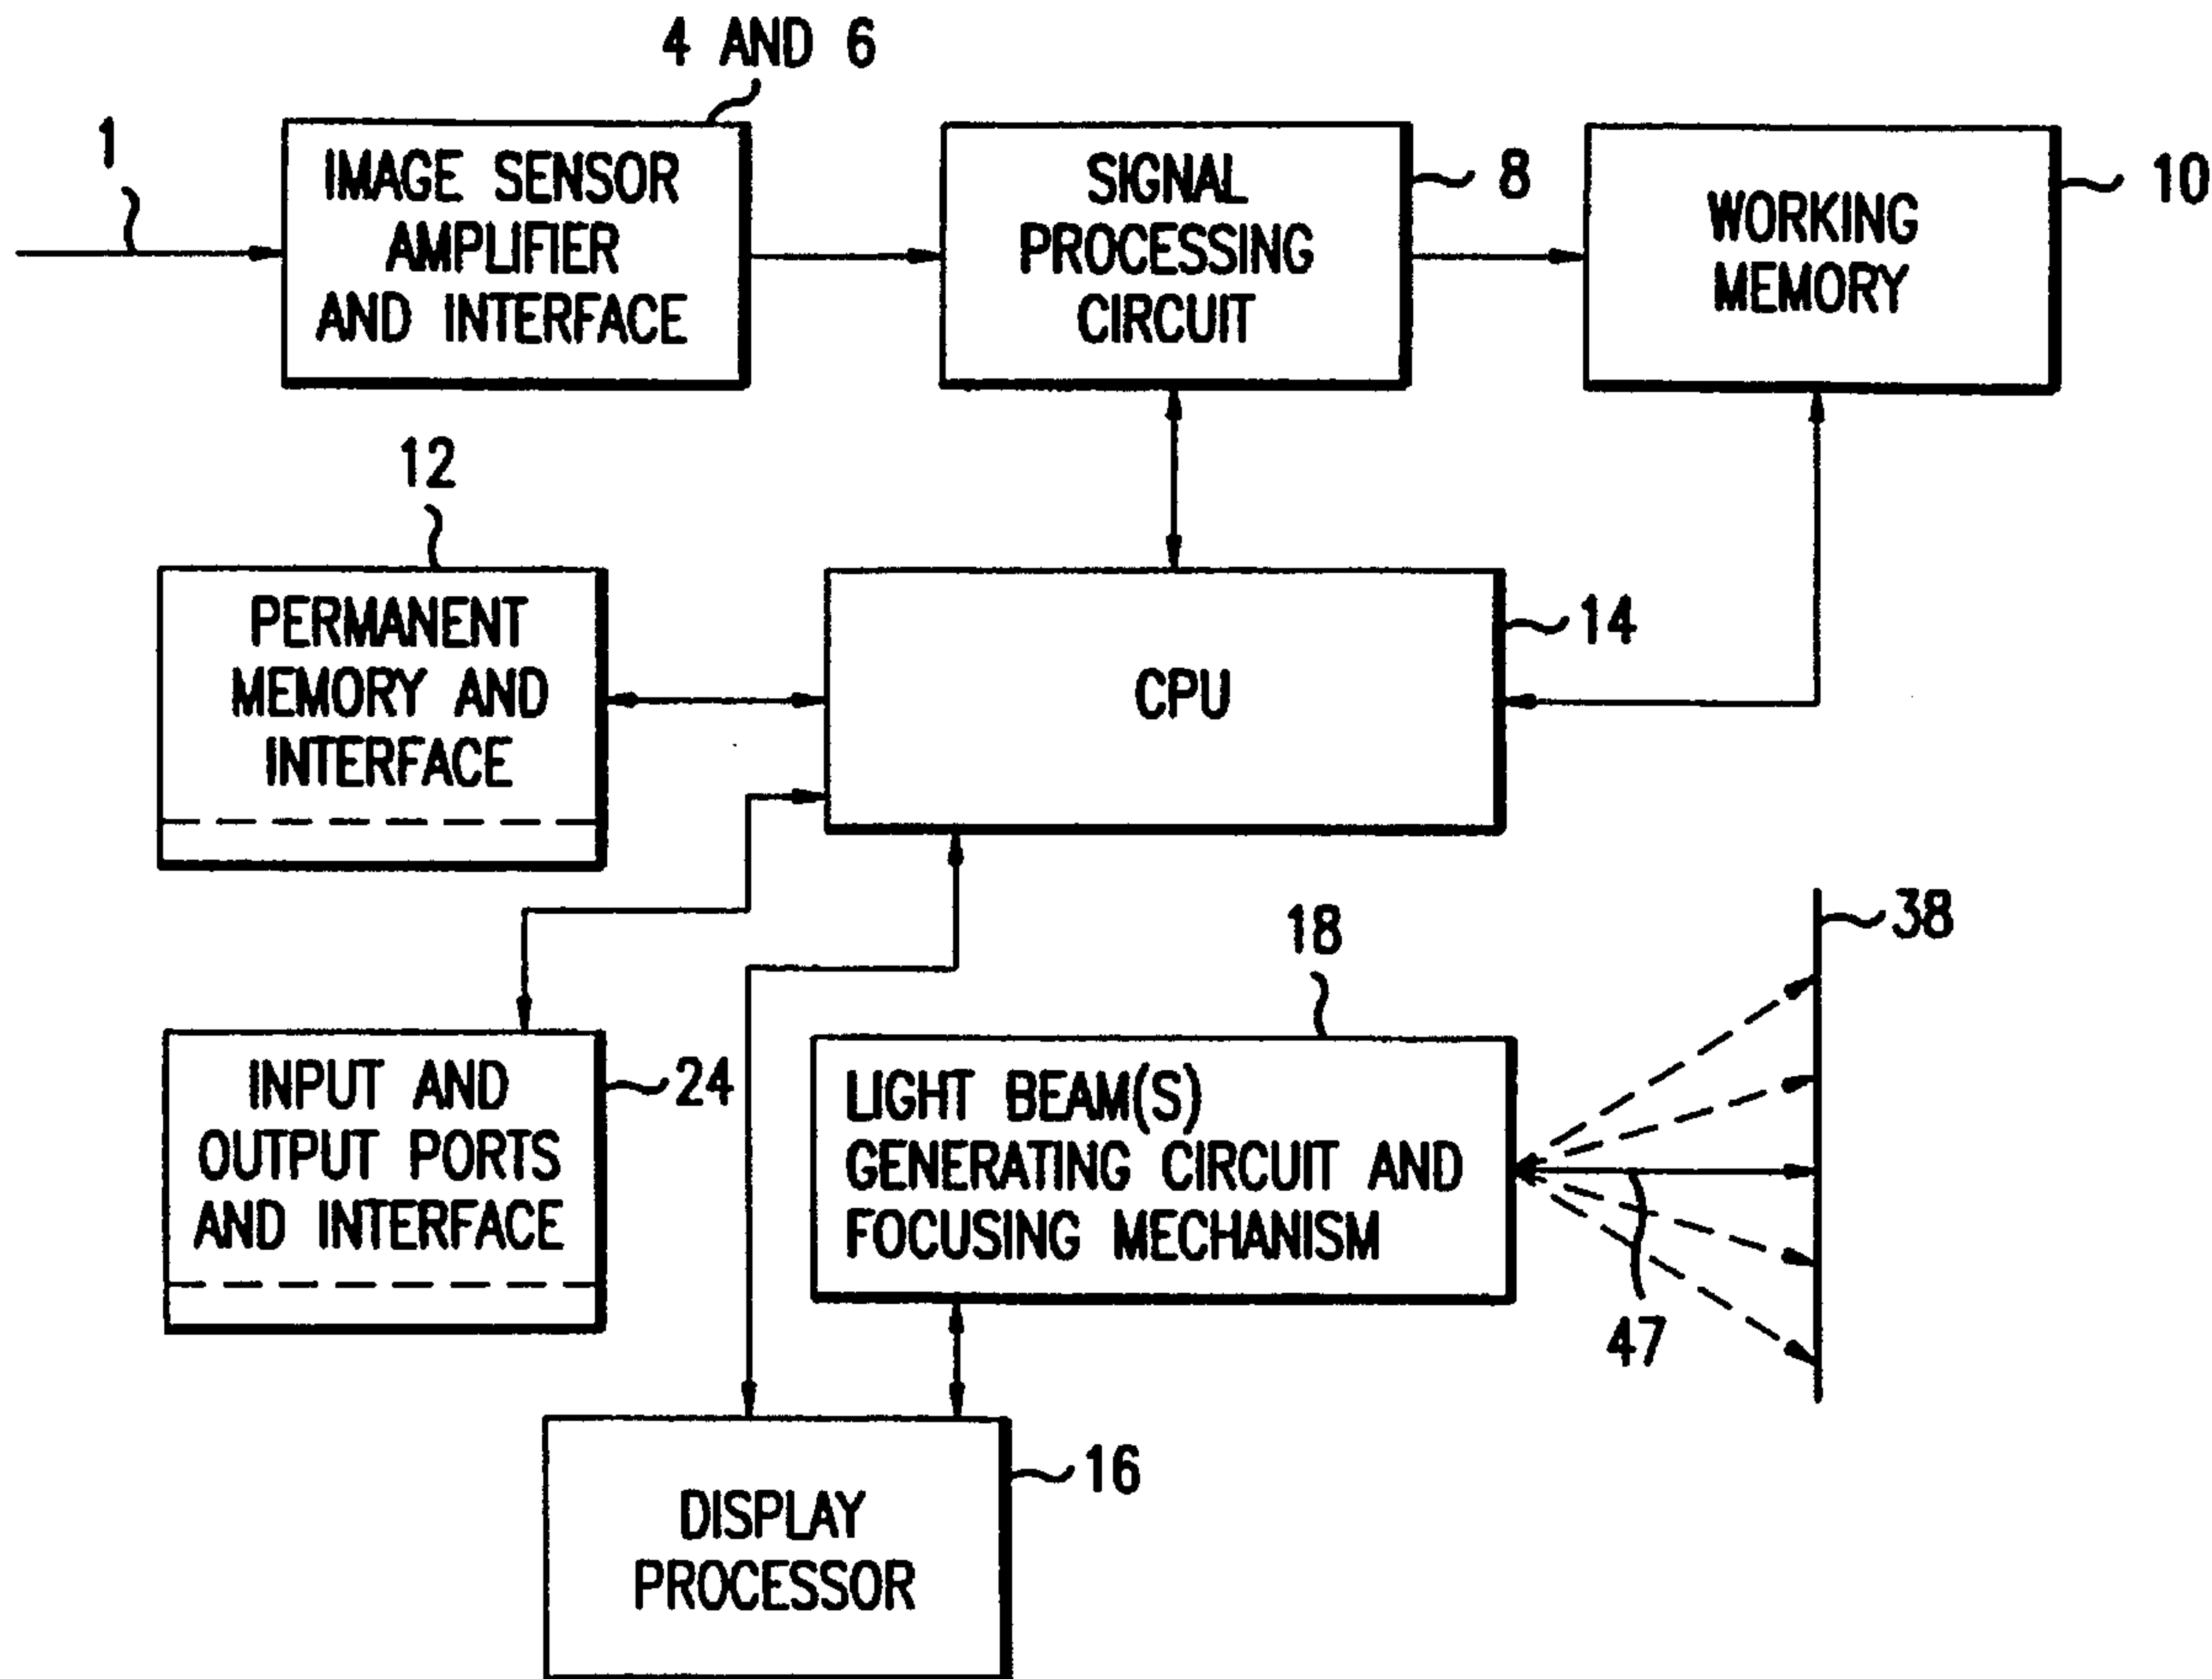 4 AND 6
1
IMAGE SENSOR
AMPLIFIER
AND INTERFACE
SIGNAL
PROCESSING
CIRCUIT
8
WORKING
MEMORY
10
12
PERMANENT
MEMORY AND
INTERFACE
CPU
14
18
38
INPUT AND
OUTPUT PORTS
AND INTERFACE
24
LIGHT BEAM(S)
GENERATING CIRCUIT AND
FOCUSING MECHANISM
47
DISPLAY
PROCESSOR
16